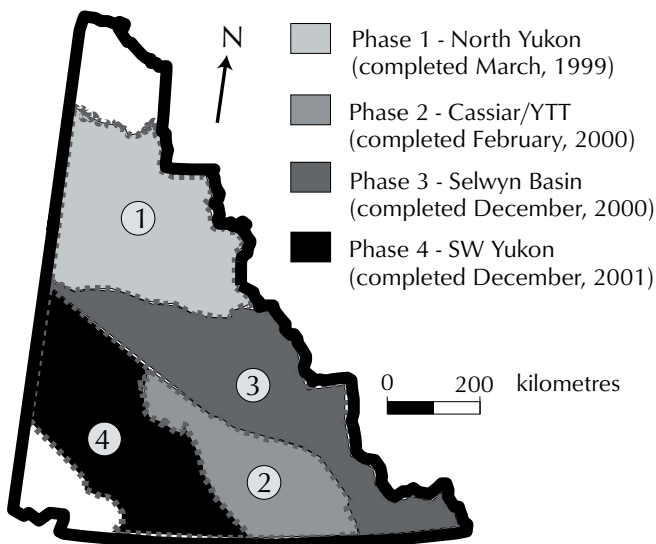 N
Phase 1 - North Yukon
(completed March, 1999)
Phase 2 - Cassiar/YTT
(completed February, 2000)
Phase 3 - Selwyn Basin
(completed December, 2000)
Phase 4 - SW Yukon
(completed December, 2001)
1
3
0 200 kilometres
4
2